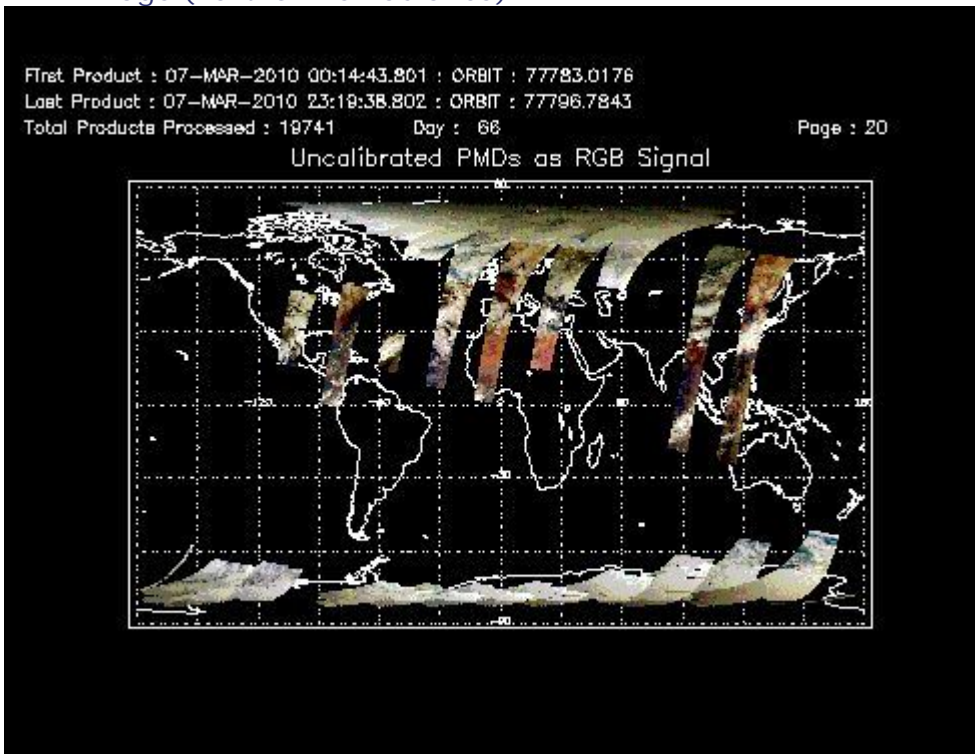 First Product : 07-MAR-2010 00:14:43.801 : ORBIT : 77783.0176
Last Product : 07-MAR-2010 23:19:38.802 : ORBIT : 77796.7843
Total Products Processed : 19741 Day : 66 Page : 20
Uncalibrated PMDs as RGB Signal